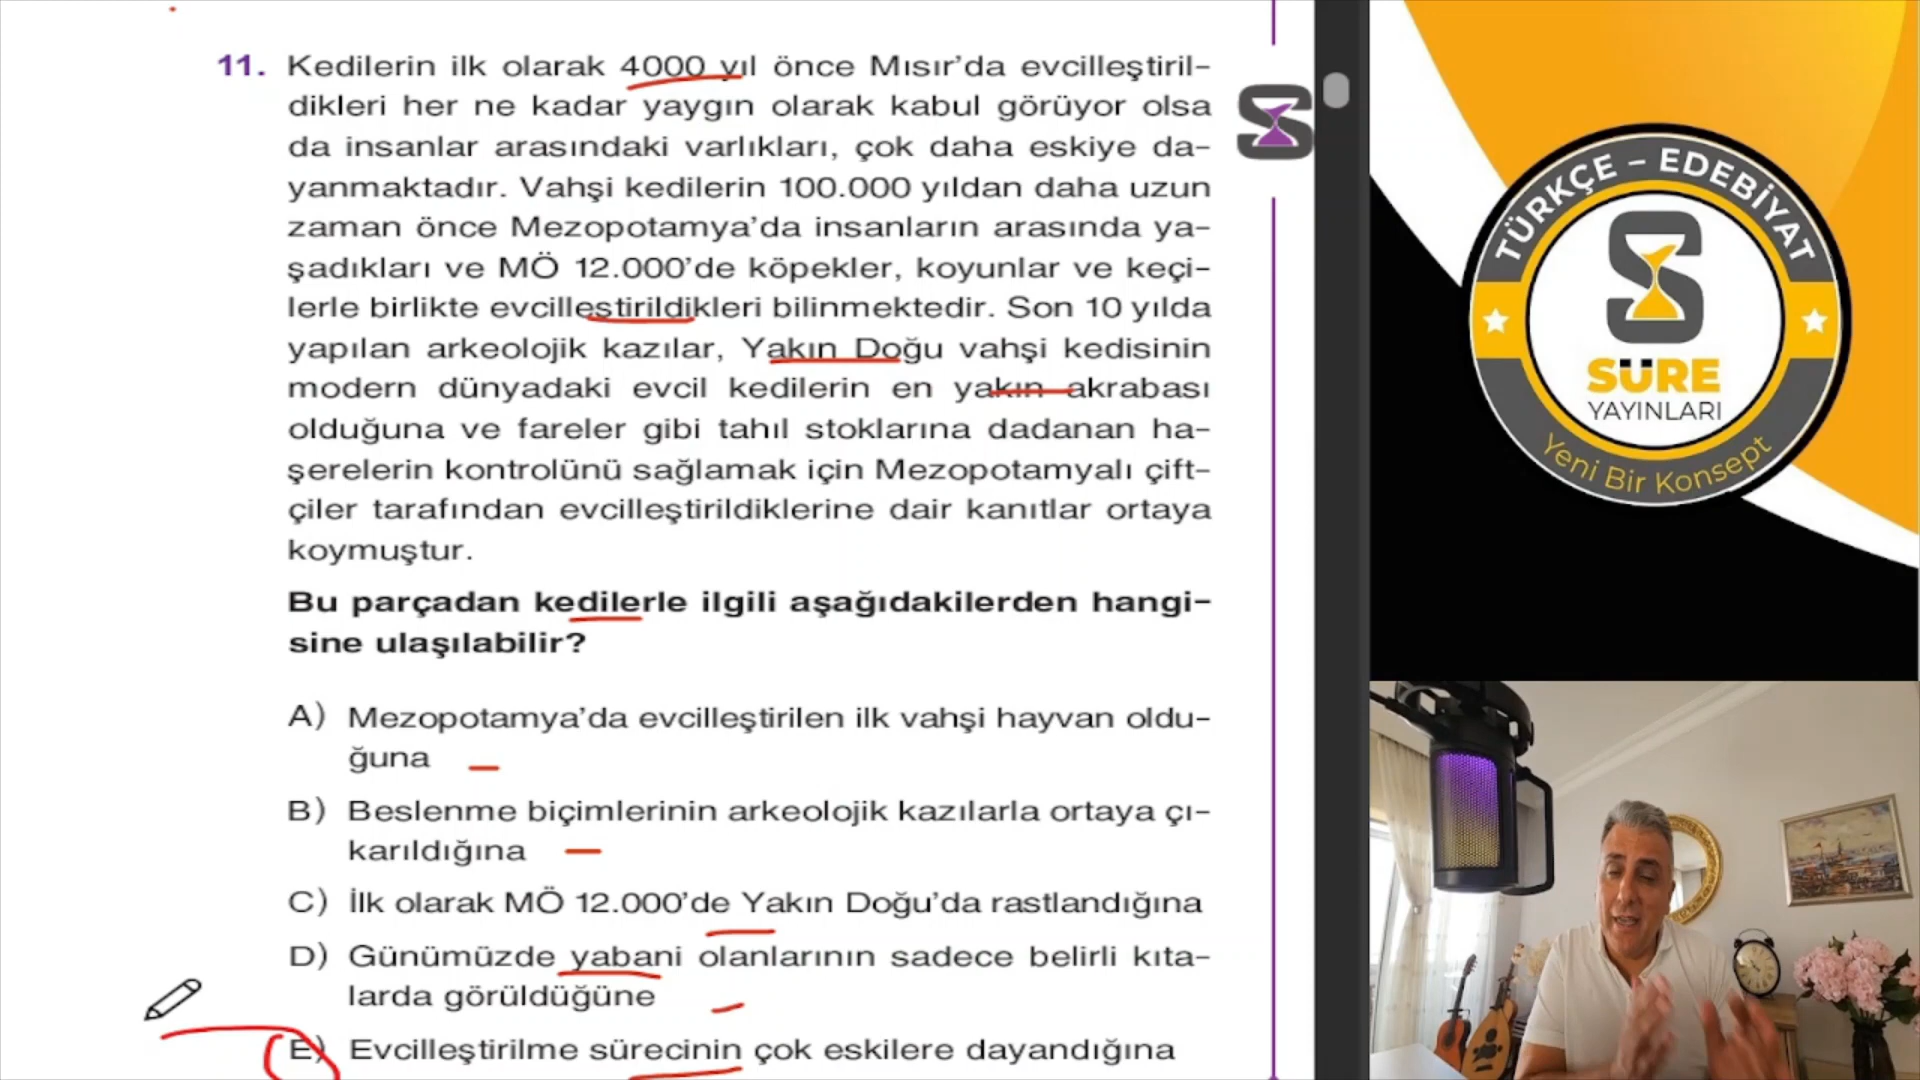 11. Kedilerin ilk olarak 4000 yıl önce Mısır'da evcilleştiril-
dikleri her ne kadar yaygın olarak kabul görüyor olsa
da insanlar arasındaki varlıkları, çok daha eskiye da-
yanmaktadır. Vahşi kedilerin 100.000 yıldan daha uzun
zaman önce Mezopotamya'da insanların arasında ya-
şadıkları ve MÖ 12.000'de köpekler, koyunlar ve keçi-
lerle birlikte evcilleştirildikleri bilinmektedir. Son 10 yılda
yapılan arkeolojik kazılar, Yakın Doğu vahşi kedisinin
modern dünyadaki evcil kedilerin en yakın akrabası
olduğuna ve fareler gibi tahıl stoklarına dadanan ha-
şerelerin kontrolünü sağlamak için Mezopotamyalı çift-
çiler tarafından evcilleştirildiklerine dair kanıtlar ortaya
koymuştur.
Bu parçadan kedilerle ilgili aşağıdakilerden hangi-
sine ulaşılabilir?
A) Mezopotamya'da evcilleştirilen ilk vahşi hayvan oldu-
ğuna
B) Beslenme biçimlerinin arkeolojik kazılarla ortaya çı-
karıldığına
C) İlk olarak MÖ 12.000'de Yakın Doğu'da rastlandığına
D) Günümüzde yabani olanlarının sadece belirli kıta-
larda görüldüğüne
E) Evcilleştirilme sürecinin çok eskilere dayandığına
TÜRKÇE – EDEBİYAT
SÜRE
YAYINLARI
Yeni Bir Konsept